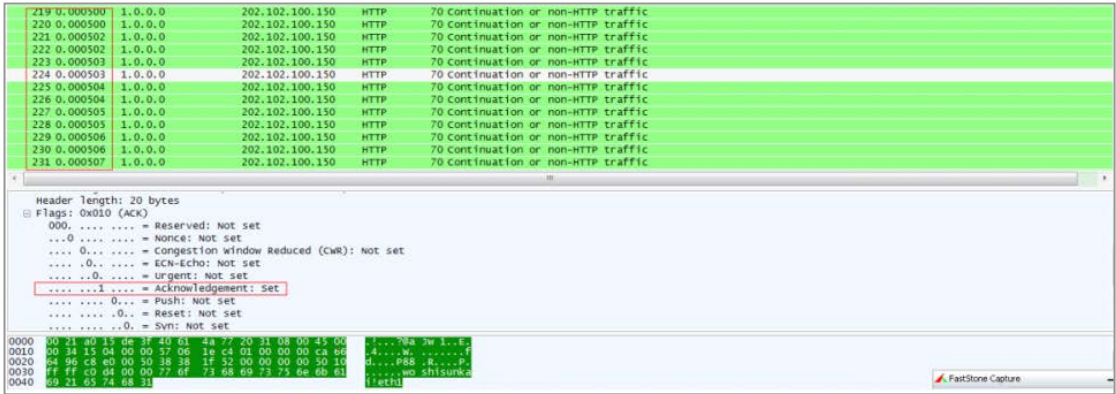 219 0.000500 1.0.0.0 202.102.100.150 HTTP 70 Continuation or non-HTTP traffic
220 0.000500 1.0.0.0 202.102.100.150 HTTP 70 Continuation or non-HTTP traffic
221 0.000502 1.0.0.0 202.102.100.150 HTTP 70 Continuation or non-HTTP traffic
222 0.000502 1.0.0.0 202.102.100.150 HTTP 70 Continuation or non-HTTP traffic
223 0.000503 1.0.0.0 202.102.100.150 HTTP 70 Continuation or non-HTTP traffic
224 0.000503 1.0.0.0 202.102.100.150 HTTP 70 Continuation or non-HTTP traffic
225 0.000504 1.0.0.0 202.102.100.150 HTTP 70 Continuation or non-HTTP traffic
226 0.000504 1.0.0.0 202.102.100.150 HTTP 70 Continuation or non-HTTP traffic
227 0.000505 1.0.0.0 202.102.100.150 HTTP 70 Continuation or non-HTTP traffic
228 0.000505 1.0.0.0 202.102.100.150 HTTP 70 Continuation or non-HTTP traffic
229 0.000506 1.0.0.0 202.102.100.150 HTTP 70 Continuation or non-HTTP traffic
230 0.000506 1.0.0.0 202.102.100.150 HTTP 70 Continuation or non-HTTP traffic
231 0.000507 1.0.0.0 202.102.100.150 HTTP 70 Continuation or non-HTTP traffic
Header length: 20 bytes
Flags: 0x010 (ACK)
000. .... .... = Reserved: Not set
...0 .... .... = Nonce: Not set
.... 0... .... = Congestion Window Reduced (CWR): Not set
.... .0.. .... = ECN-Echo: Not set
.... ..0. .... = Urgent: Not set
.... ...1 .... = Acknowledgement: Set
.... .... 0... = Push: Not set
.... .... .0.. = Reset: Not set
.... .... ..0. = Syn: Not set
0000 00 21 a0 15 de 3f 40 61 4a 77 20 31 08 00 45 00 .!...?@a Jw 1..E.
0010 00 34 15 04 00 00 57 06 1e c4 01 00 00 00 ca 66 .4....W. .......f
0020 64 96 c8 e0 00 50 38 38 1f 52 00 00 00 00 50 10 d....P88 .R....P.
0030 ff ff c0 d4 00 00 77 6f 73 68 69 73 75 6e 6b 61 ......wo shisunka
0040 69 21 65 74 68 31 i!eth1
FastStone Capture